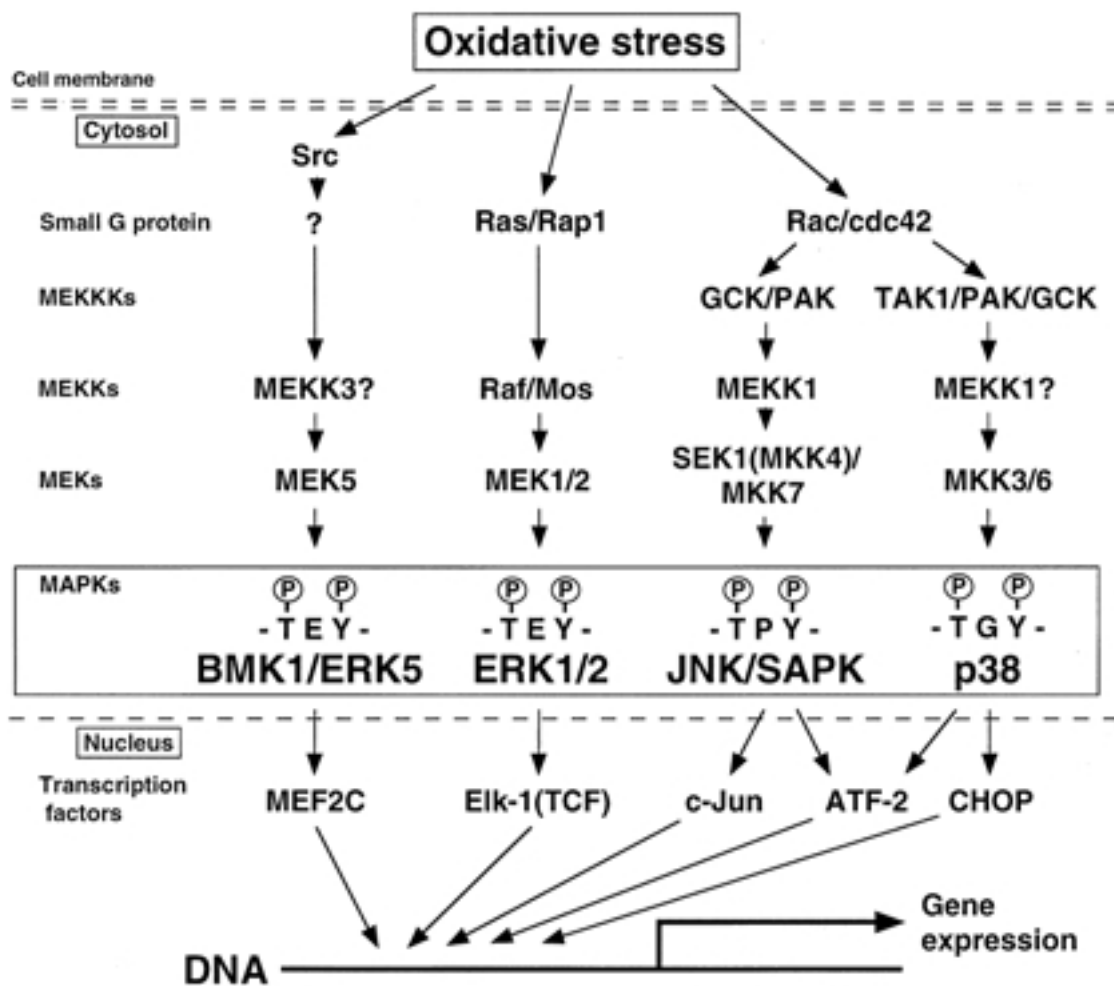 Oxidative stress
Cell membrane
Cytosol
Src
Small G protein ? Ras/Rap1 Rac/cdc42
MEKKKs GCK/PAK TAK1/PAK/GCK
MEKKs MEKK3? Raf/Mos MEKK1 MEKK1?
MEKs MEK5 MEK1/2 SEK1(MKK4)/ MKK3/6
MKK7
MAPKs P P P P P P P P
- T E Y - - T E Y - - T P Y - - T G Y -
BMK1/ERK5 ERK1/2 JNK/SAPK p38
Nucleus
Transcription
factors MEF2C Elk-1(TCF) c-Jun ATF-2 CHOP
Gene
expression
DNA